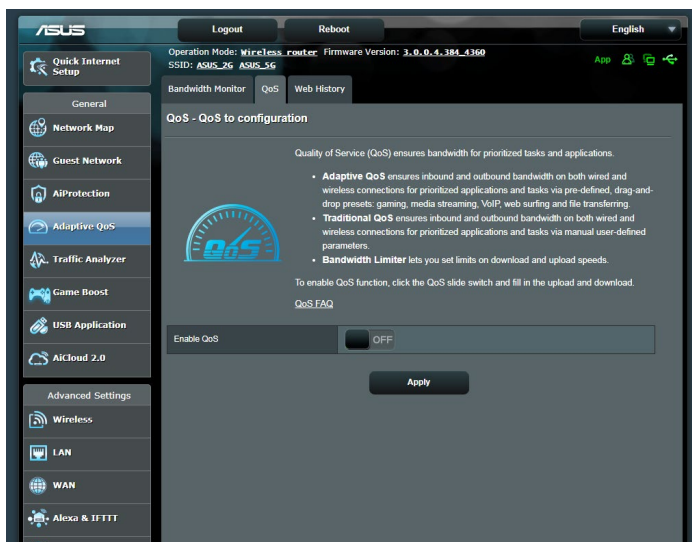 ASUS
Logout
Reboot
English
Quick Internet
Setup
Operation Mode: Wireless router Firmware Version: 3.0.0.4.384_4360
SSID: ASUS_2G ASUS_5G
App
General
Network Map
Guest Network
AiProtection
Adaptive QoS
Traffic Analyzer
Game Boost
USB Application
AiCloud 2.0
Advanced Settings
Wireless
LAN
WAN
Alexa & IFTTT
Bandwidth Monitor QoS Web History
QoS - QoS to configuration
QoS
Quality of Service (QoS) ensures bandwidth for prioritized tasks and applications.
• Adaptive QoS ensures inbound and outbound bandwidth on both wired and
wireless connections for prioritized applications and tasks via pre-defined, drag-and-
drop presets: gaming, media streaming, VoIP, web surfing and file transferring.
• Traditional QoS ensures inbound and outbound bandwidth on both wired and
wireless connections for prioritized applications and tasks via manual user-defined
parameters.
• Bandwidth Limiter lets you set limits on download and upload speeds.
To enable QoS function, click the QoS slide switch and fill in the upload and download.
QoS FAQ
Enable QoS
OFF
Apply